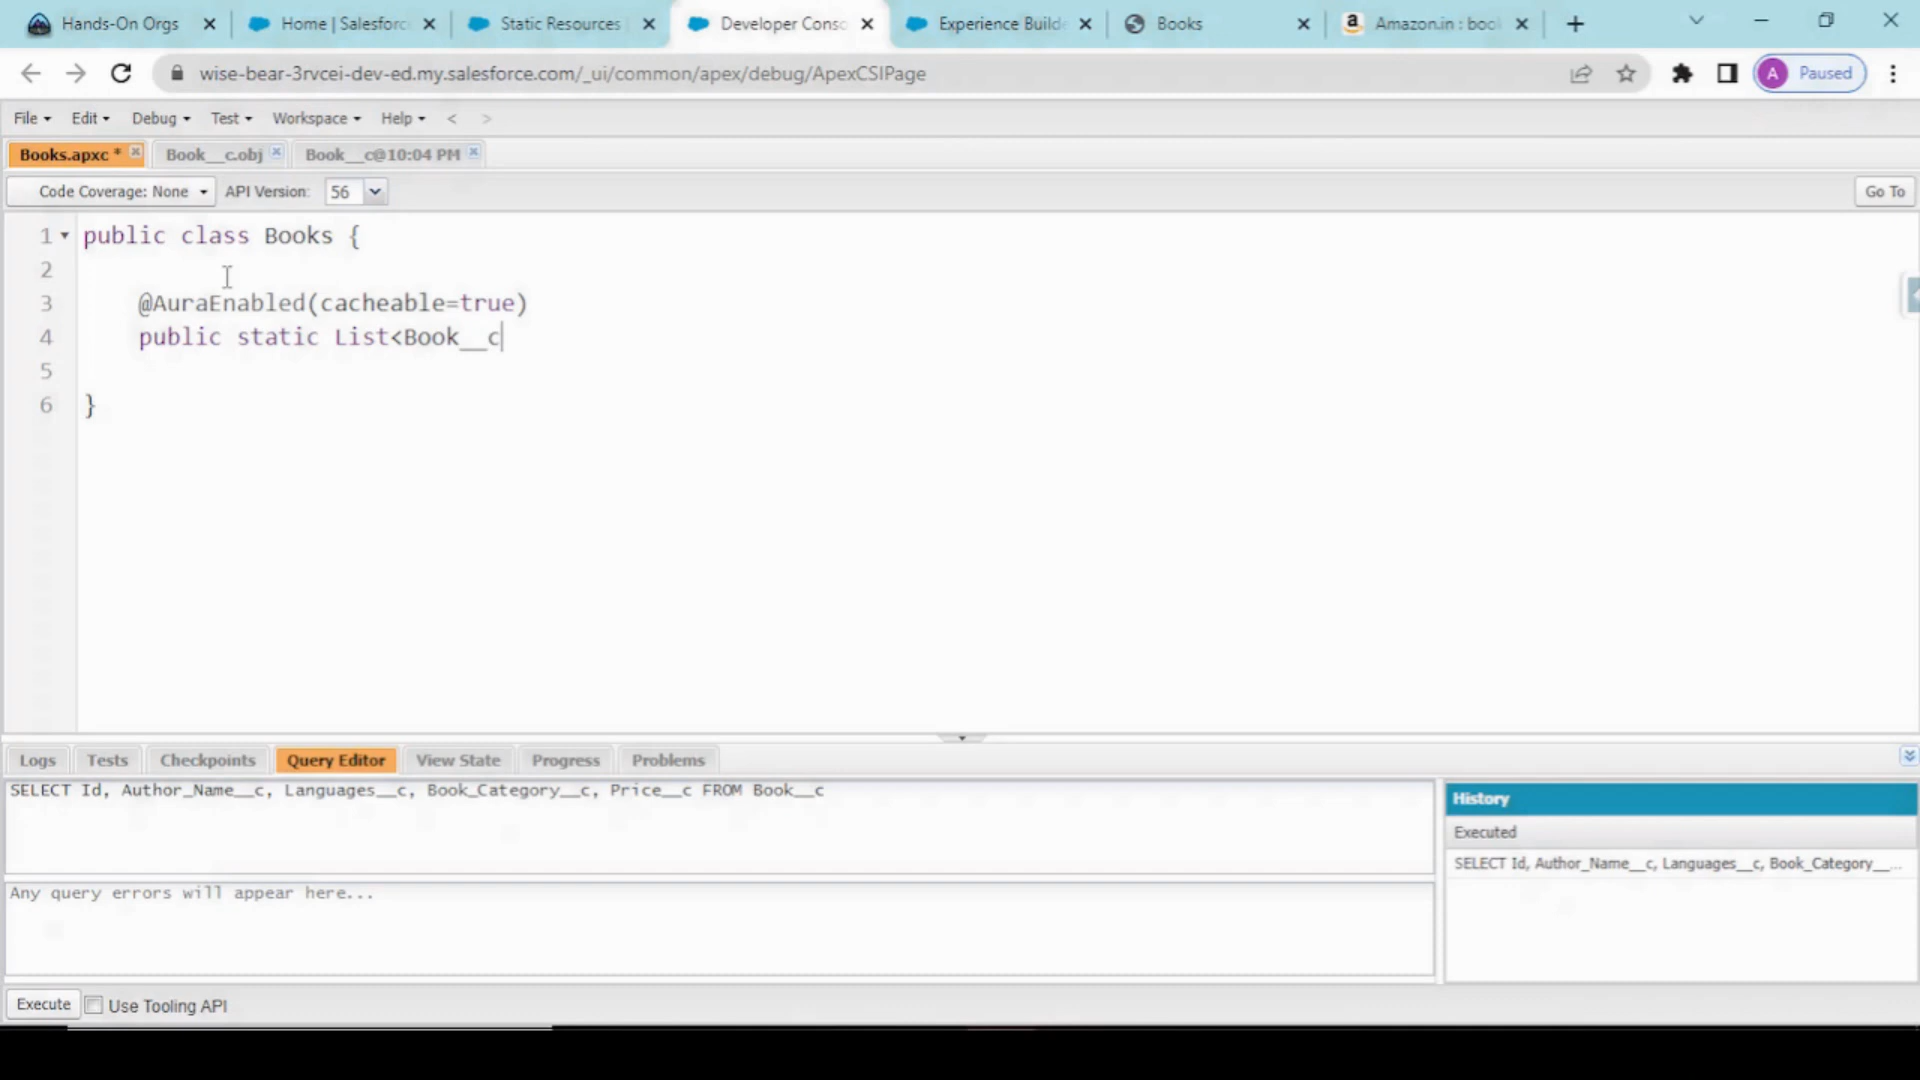 Hands-On Orgs
Home | Salesforc
Static Resources
Developer Conso
Experience Builde
Books
Amazon.in : boo
wise-bear-3rvcei-dev-ed.my.salesforce.com/_ui/common/apex/debug/ApexCSIPage
A Paused
File Edit Debug Test Workspace Help < >
Books.apxc * Book__c.obj Book__c@10:04 PM
Code Coverage: None API Version: 56 Go To
1 public class Books {
2
3 @AuraEnabled(cacheable=true)
4 public static List<Book__c
5
6 }
Logs Tests Checkpoints Query Editor View State Progress Problems
SELECT Id, Author_Name__c, Languages__c, Book_Category__c, Price__c FROM Book__c
Any query errors will appear here...
History
Executed
SELECT Id, Author_Name__c, Languages__c, Book_Category__...
Execute Use Tooling API